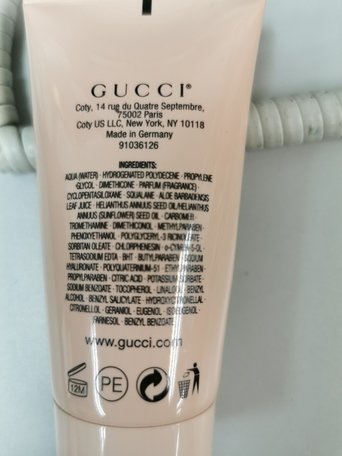 GUCCI®
Coty, 14 rue du Quatre Septembre,
75002 Paris
Coty US LLC, New York, NY 10118
Made in Germany
91036126
INGREDIENTS:
AQUA (WATER) · HYDROGENATED POLYDECENE · PROPYLENE
GLYCOL · DIMETHICONE · PARFUM (FRAGRANCE) ·
CYCLOPENTASILOXANE · SQUALANE · ALOE BARBADENSIS
LEAF JUICE · HELIANTHUS ANNUUS SEED OIL/HELIANTHUS
ANNUUS (SUNFLOWER) SEED OIL · CARBOMER ·
TROMETHAMINE · DIMETHICONOL · METHYLPARABEN ·
PHENOXYETHANOL · POLYGLYCERYL-3 RICINOLEATE ·
SORBITAN OLEATE · CHLORPHENESIN · o-CYMEN-5-OL ·
TETRASODIUM EDTA · BHT · BUTYLPARABEN · SODIUM
HYALURONATE · POLYQUATERNIUM-51 · ETHYLPARABEN ·
PROPYLPARABEN · CITRIC ACID · POTASSIUM SORBATE ·
SODIUM BENZOATE · TOCOPHEROL · LINALOOL · BENZYL
ALCOHOL · BENZYL SALICYLATE · HYDROXYCITRONELLAL
· CITRONELLOL · GERANIOL · EUGENOL · ISOEUGENOL ·
FARNESOL · BENZYL BENZOATE
www.gucci.com
12M PE